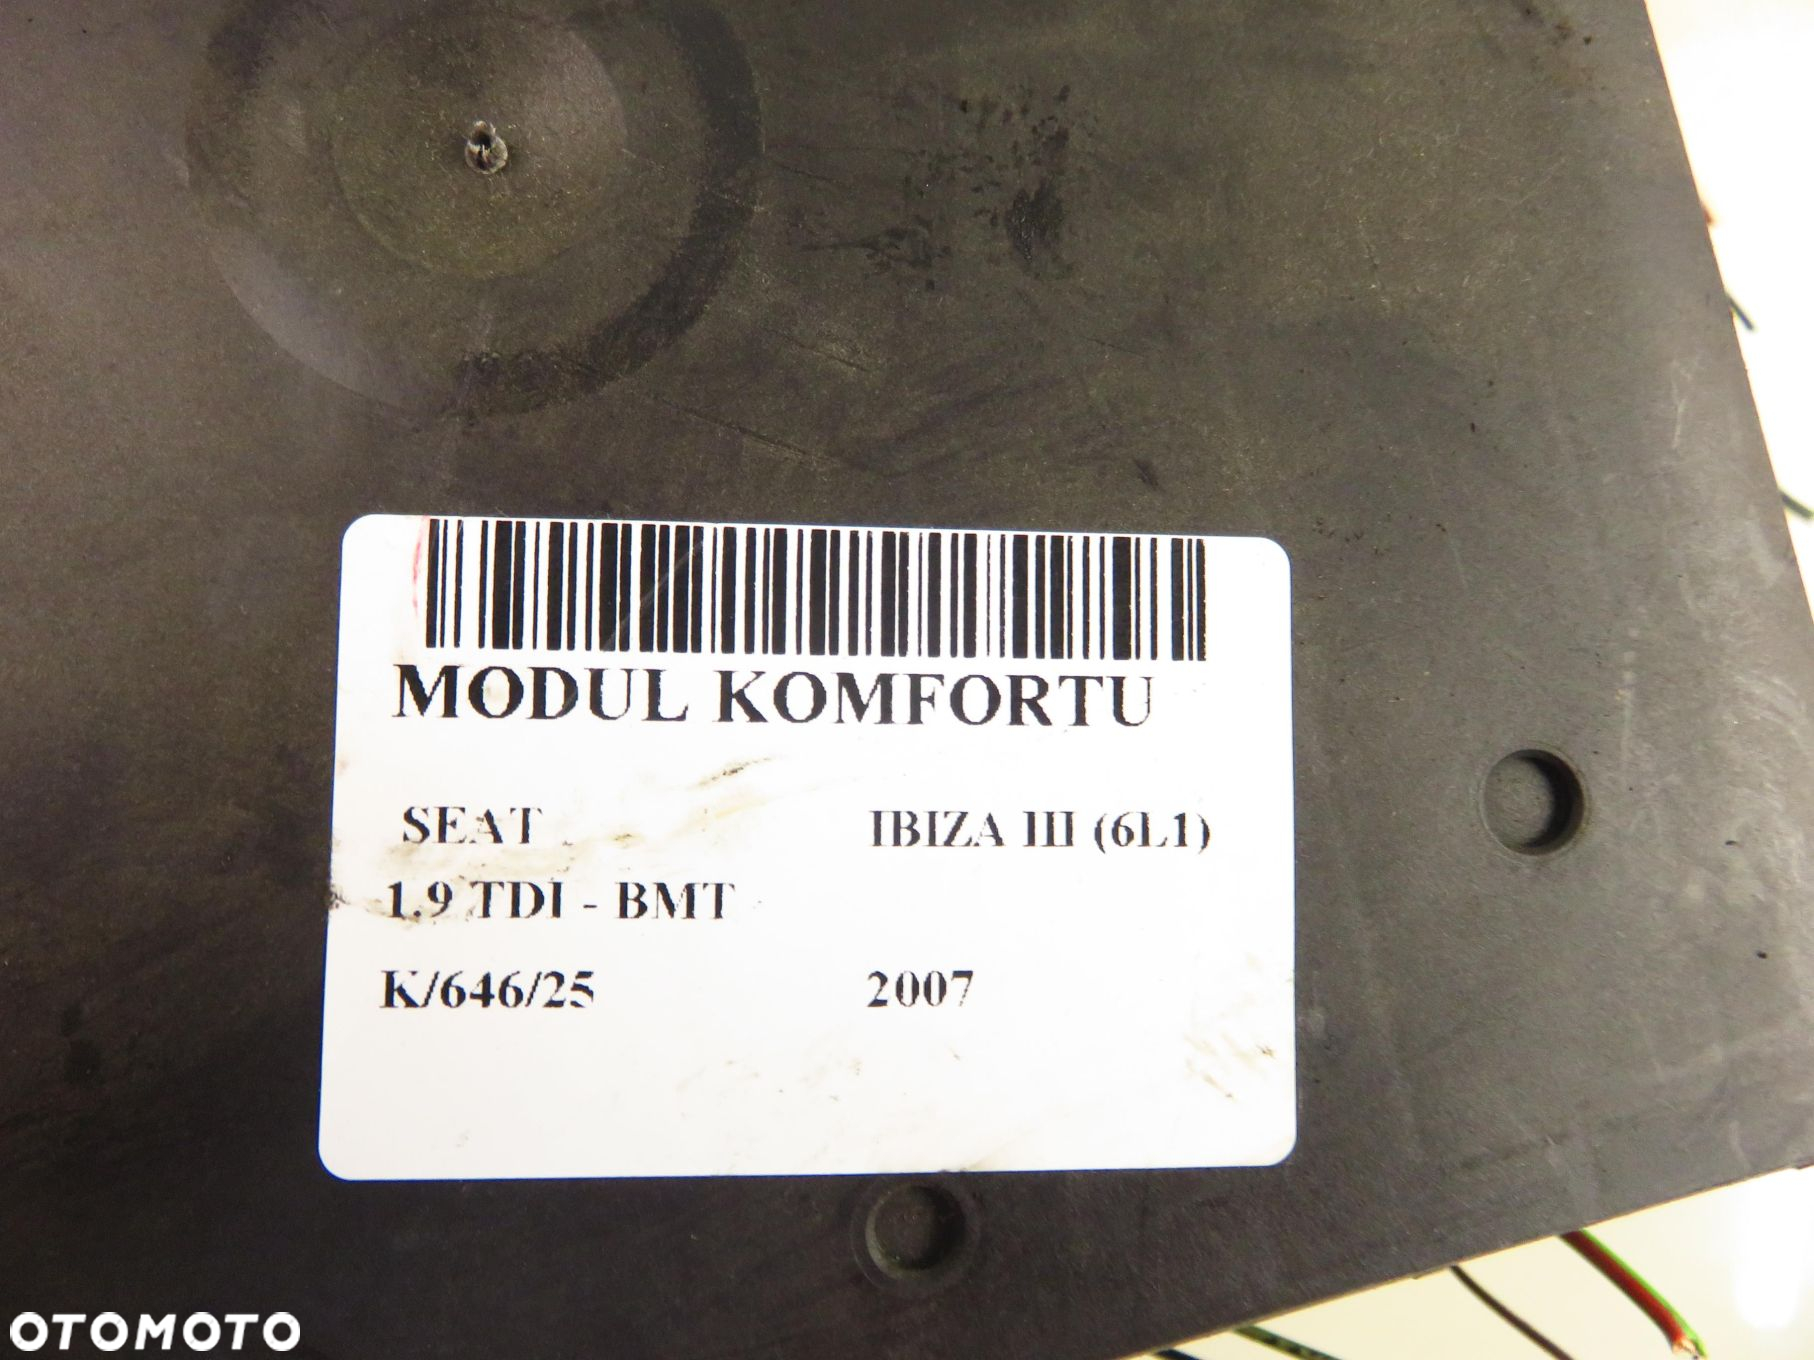 MODUL KOMFORTU
SEAT IBIZA III (6L1)
1.9 TDI - BMT
K/646/25 2007
OTOMOTO